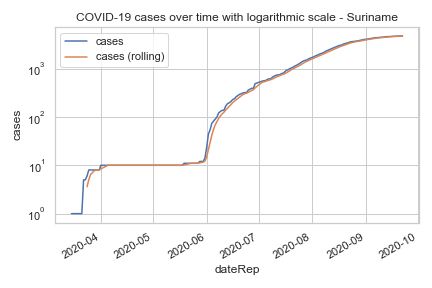 COVID-19 cases over time with logarithmic scale - Suriname
cases
cases (rolling)
10³
10²
10¹
10⁰
cases
2020-04
2020-05
2020-06
2020-07
2020-08
2020-09
2020-10
dateRep